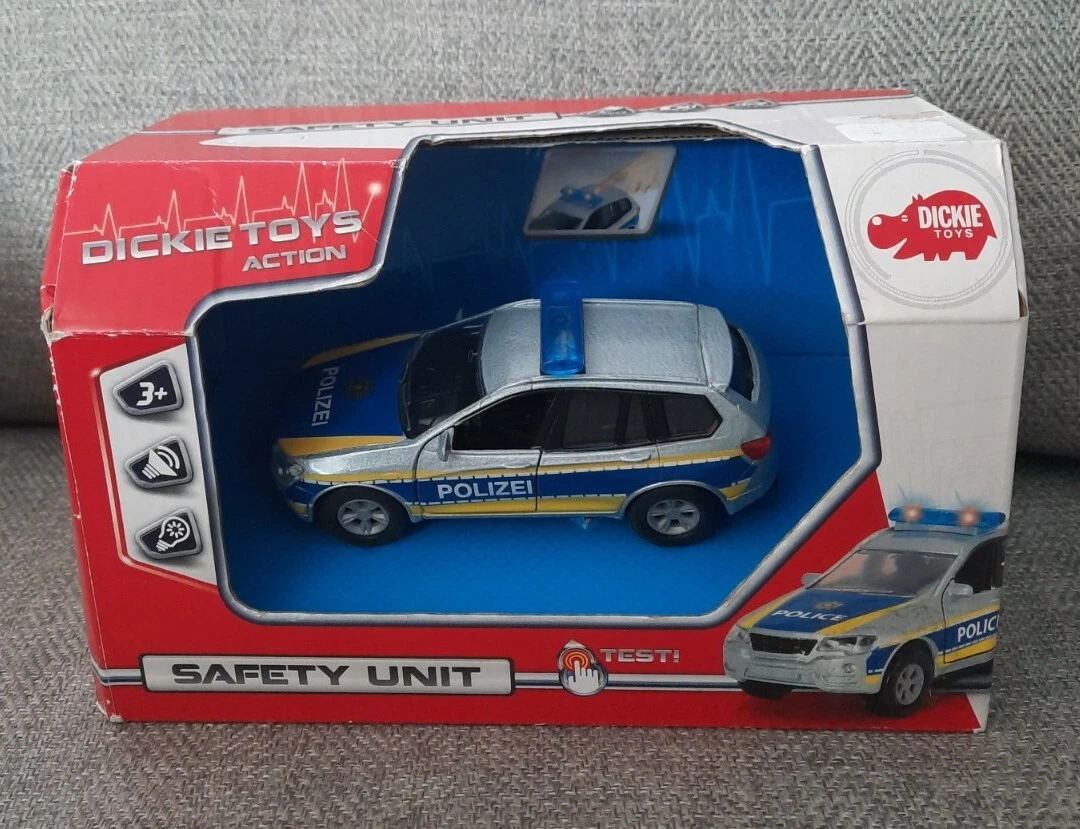 SAFETY UNIT
DICKIE TOYS
ACTION
DICKIE
TOYS
3+
POLIZEI
POLIZEI
POLICE
POLIC
SAFETY UNIT
TEST!